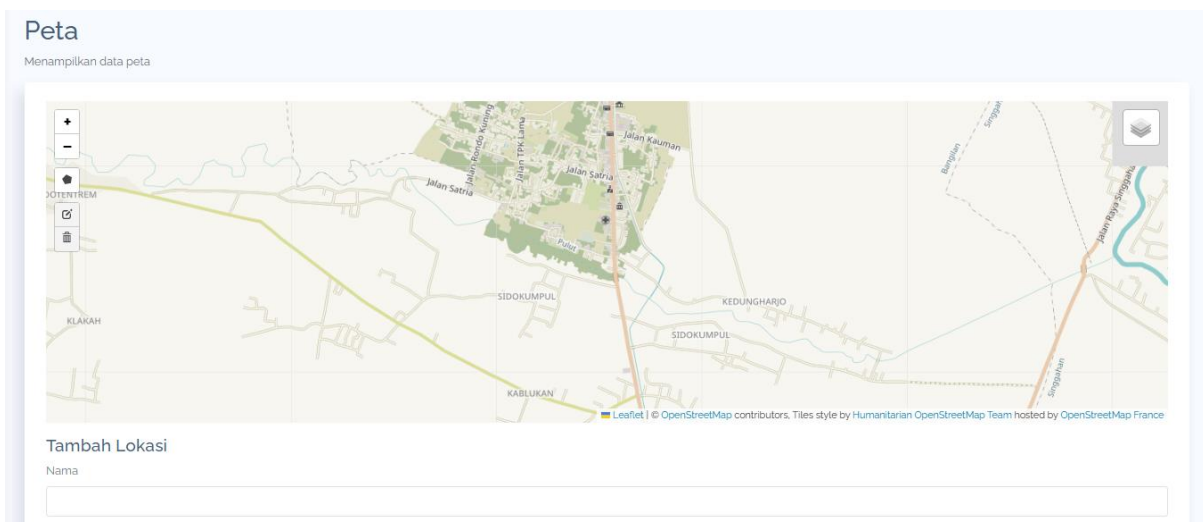 Peta
Menampilkan data peta
+
−
Jalan Rondo Kuning
Jalan TPK Lama
Jalan Kauman
Jalan Satria
Jalan Satria
Pulut
SIDOKUMPUL
KEDUNGHARJO
SIDOKUMPUL
KLAKAH
KABLUKAN
Bangilan
Jalan Raya Singgahan
Singgahan
Leaflet | © OpenStreetMap contributors, Tiles style by Humanitarian OpenStreetMap Team hosted by OpenStreetMap France
Tambah Lokasi
Nama